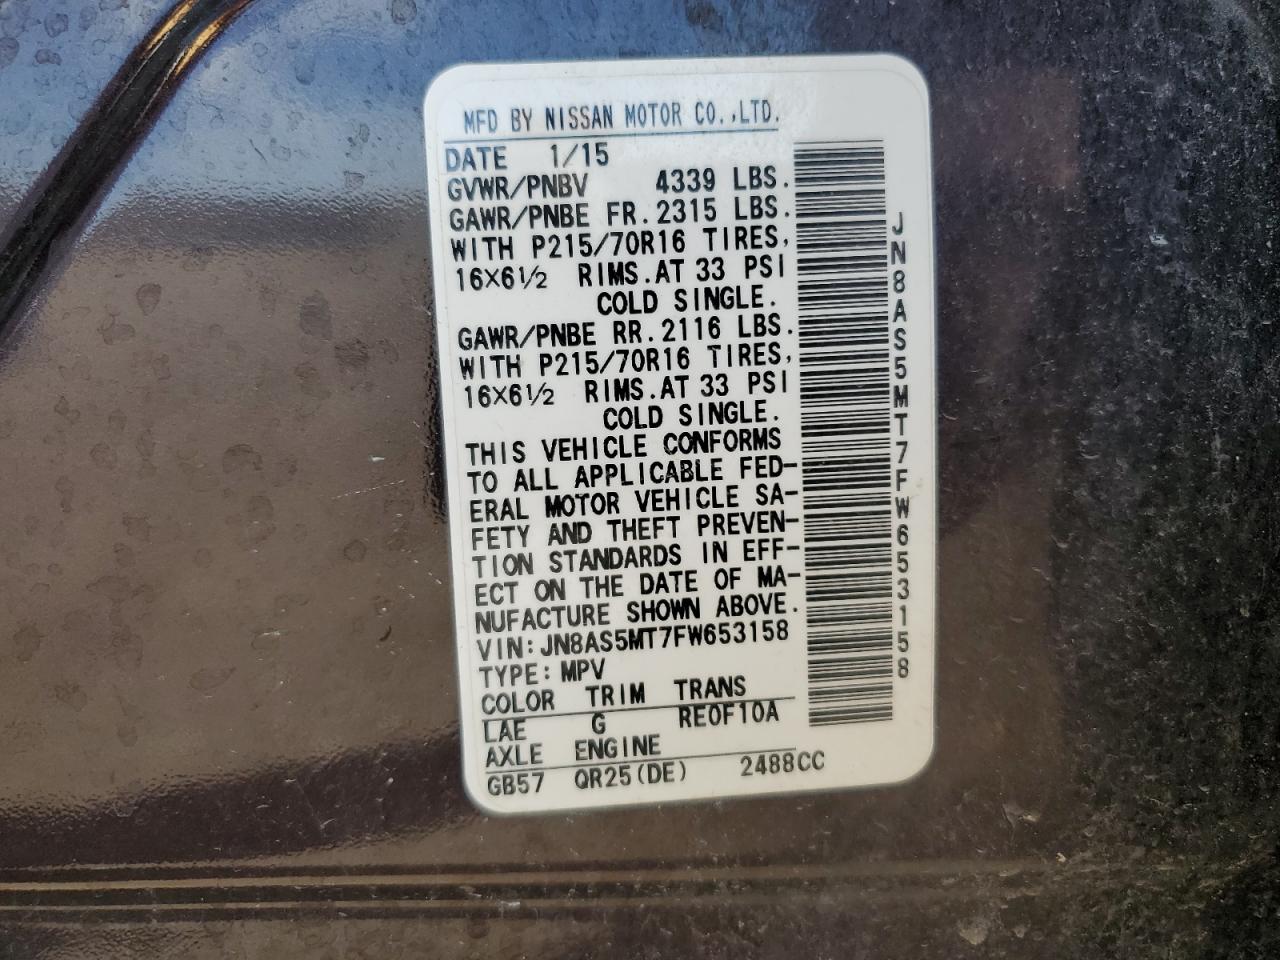 MFD BY NISSAN MOTOR CO.,LTD.
DATE 1/15
GVWR/PNBV 4339 LBS.
GAWR/PNBE FR.2315 LBS.
WITH P215/70R16 TIRES,
16X6½ RIMS.AT 33 PSI
COLD SINGLE.
GAWR/PNBE RR.2116 LBS.
WITH P215/70R16 TIRES,
16X6½ RIMS.AT 33 PSI
COLD SINGLE.
THIS VEHICLE CONFORMS
TO ALL APPLICABLE FED-
ERAL MOTOR VEHICLE SA-
FETY AND THEFT PREVEN-
TION STANDARDS IN EFF-
ECT ON THE DATE OF MA-
NUFACTURE SHOWN ABOVE.
VIN:JN8AS5MT7FW653158
TYPE:MPV
COLOR TRIM TRANS
LAE G RE0F10A
AXLE ENGINE
GB57 QR25(DE) 2488CC
JN8AS5MT7FW653158